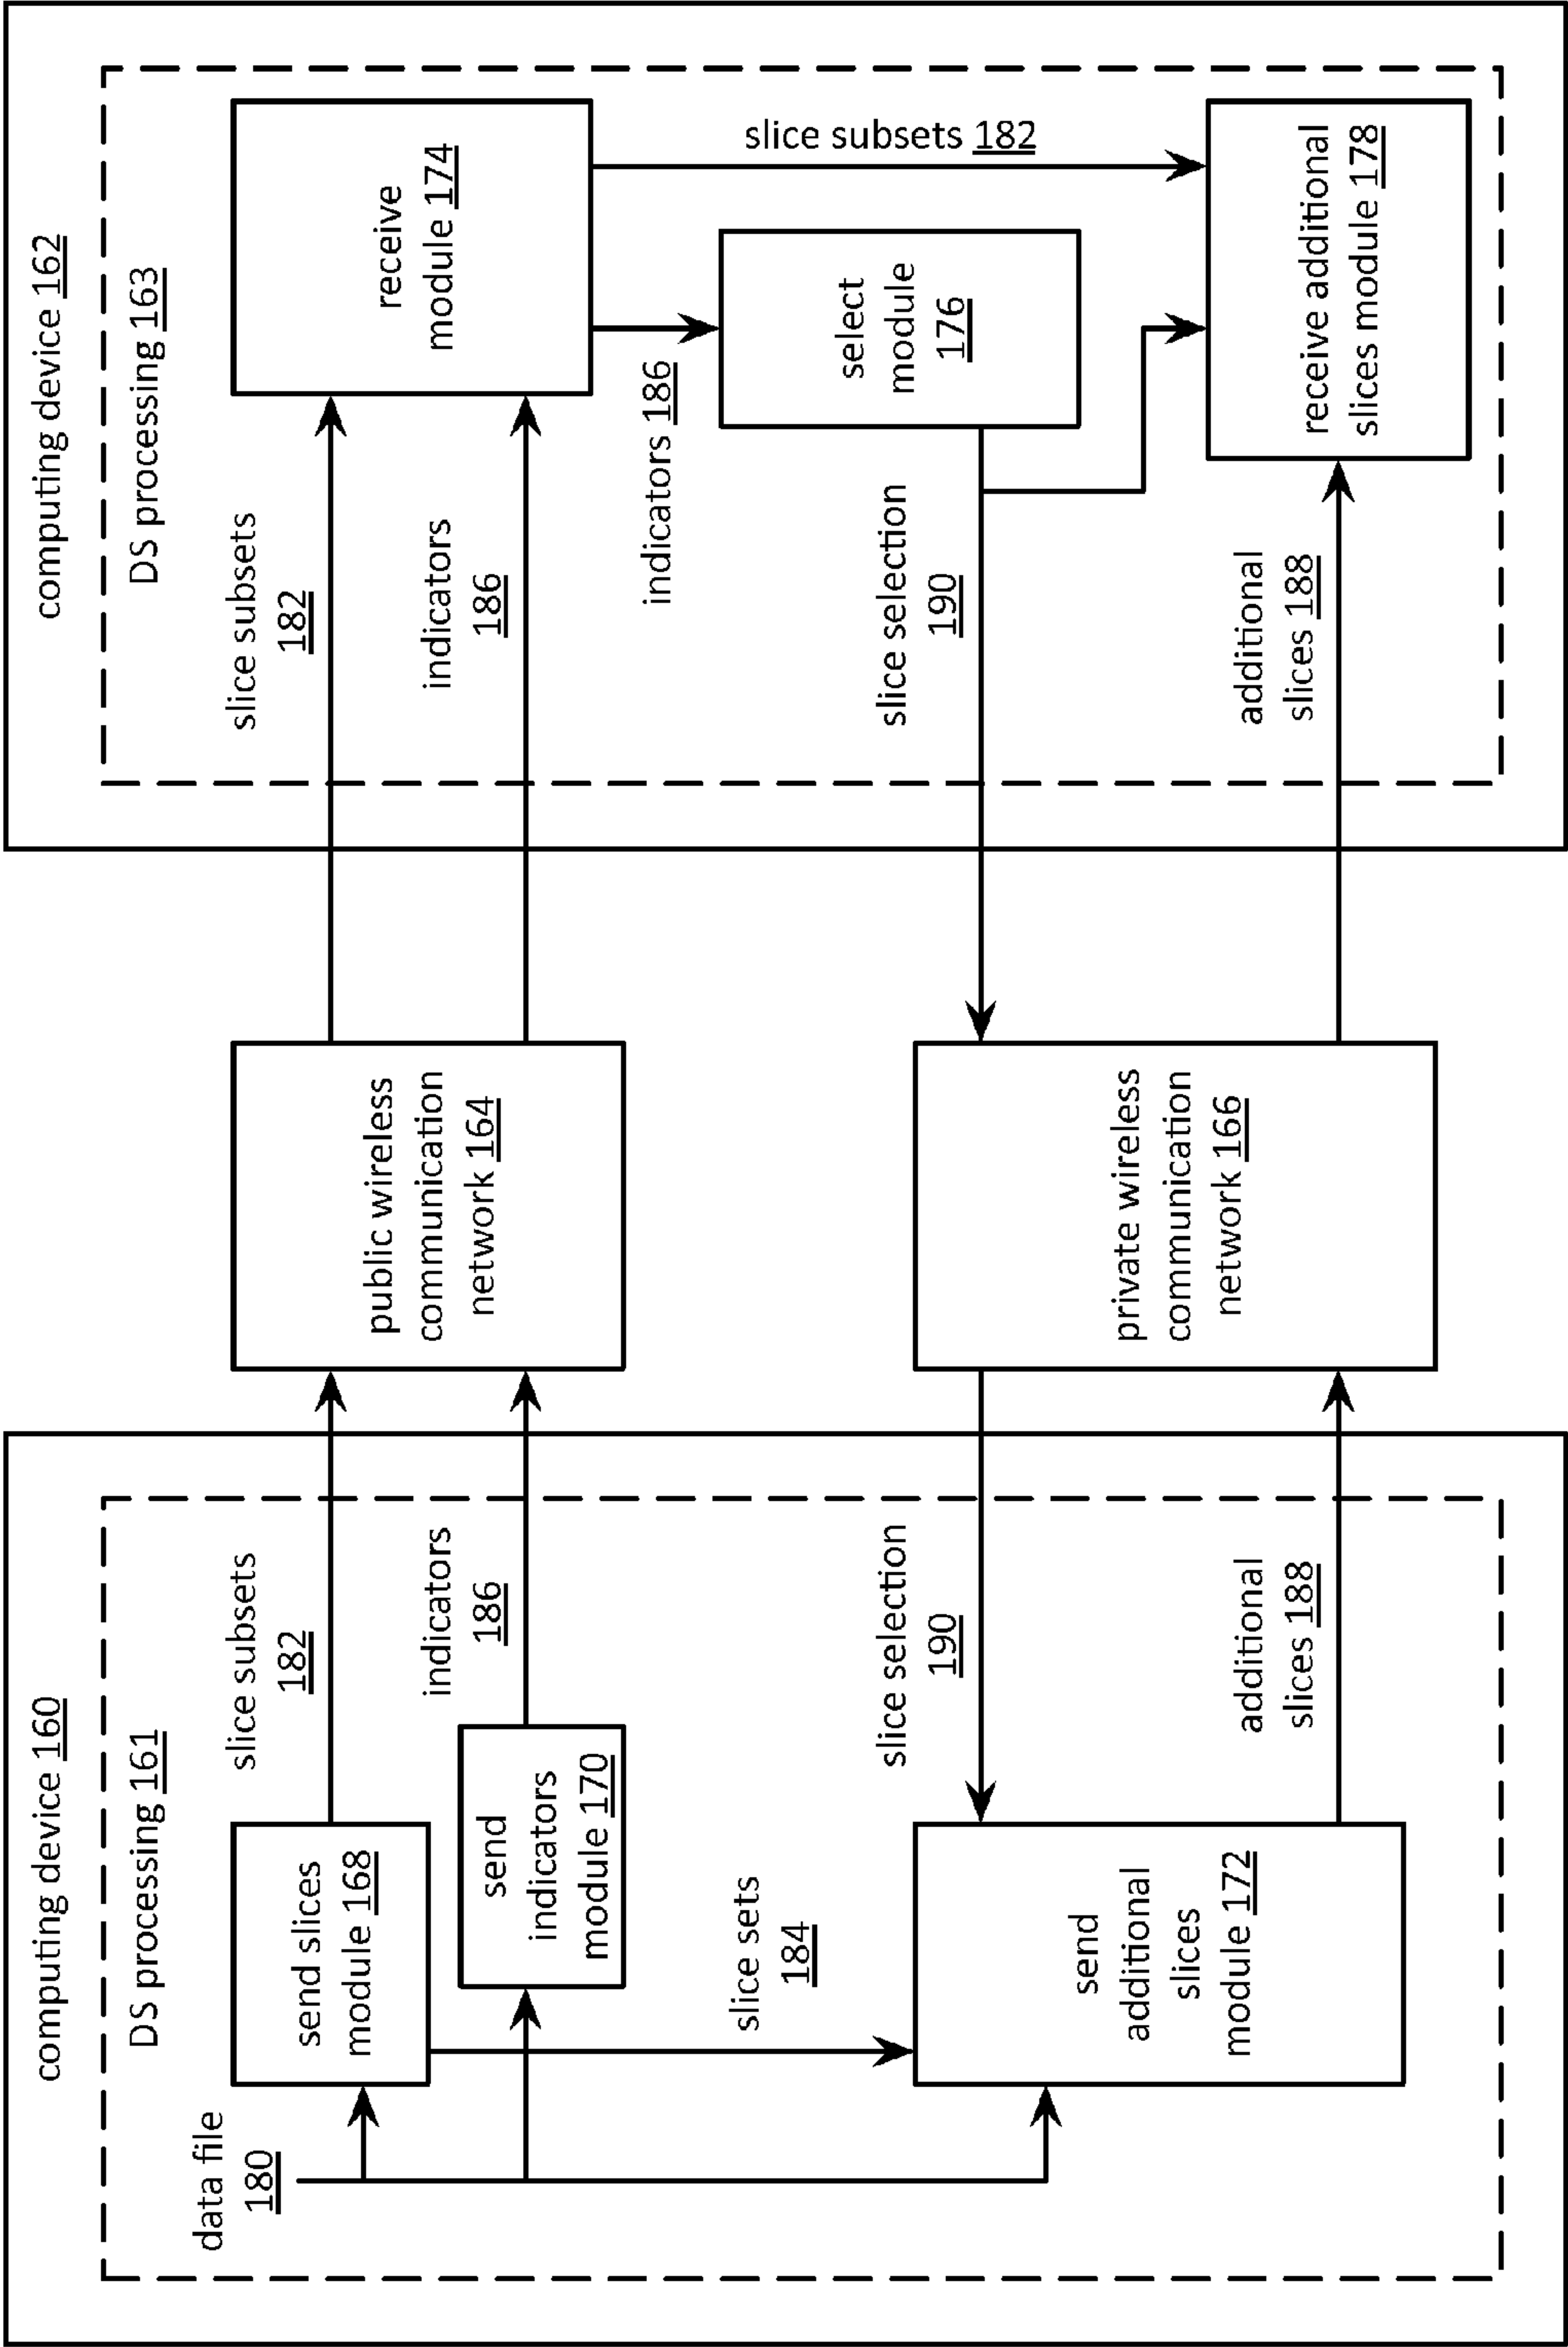 computing device 160
DS processing 161
data file
180
send slices
module 168
slice subsets
182
send
indicators
module 170
indicators
186
slice sets
184
send
additional
slices
module 172
slice selection
190
additional
slices 188
public wireless
communication
network 164
private wireless
communication
network 166
computing device 162
DS processing 163
slice subsets
182
indicators
186
receive
module 174
slice subsets 182
indicators 186
select
module
176
slice selection
190
additional
slices 188
receive additional
slices module 178